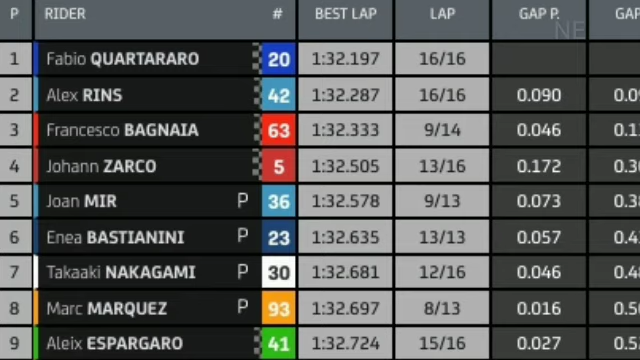 P RIDER # BEST LAP LAP GAP P. GAP
NE
1 Fabio QUARTARARO 20 1:32.197 16/16
2 Alex RINS 42 1:32.287 16/16 0.090
3 Francesco BAGNAIA 63 1:32.333 9/14 0.046
4 Johann ZARCO 5 1:32.505 13/16 0.172
5 Joan MIR P 36 1:32.578 9/13 0.073
6 Enea BASTIANINI P 23 1:32.635 13/13 0.057
7 Takaaki NAKAGAMI P 30 1:32.681 12/16 0.046
8 Marc MARQUEZ P 93 1:32.697 8/13 0.016
9 Aleix ESPARGARO 41 1:32.724 15/16 0.027